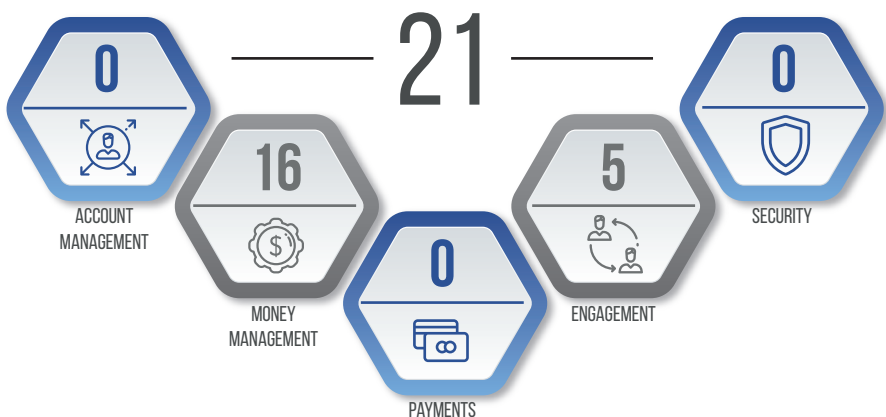 21
0
ACCOUNT
MANAGEMENT
16
$
MONEY
MANAGEMENT
0
PAYMENTS
5
ENGAGEMENT
0
SECURITY